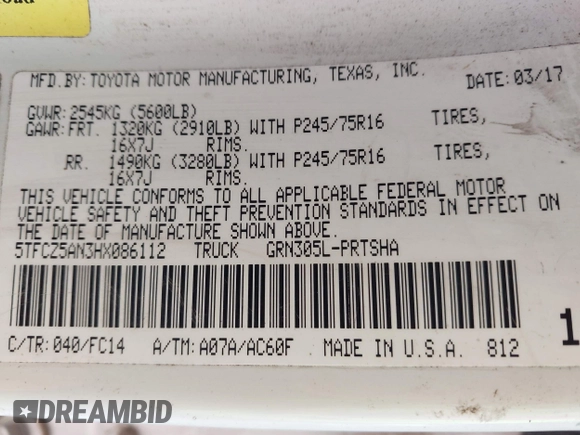 MFD.BY: TOYOTA MOTOR MANUFACTURING, TEXAS, INC. DATE: 03/17
GVWR: 2545KG (5600LB)
GAWR: FRT. 1320KG (2910LB) WITH P245/75R16 TIRES,
16X7J RIMS.
RR. 1490KG (3280LB) WITH P245/75R16 TIRES,
16X7J RIMS.
THIS VEHICLE CONFORMS TO ALL APPLICABLE FEDERAL MOTOR
VEHICLE SAFETY AND THEFT PREVENTION STANDARDS IN EFFECT ON
THE DATE OF MANUFACTURE SHOWN ABOVE.
5TFCZ5AN3HX086112 TRUCK GRN305L-PRTSHA
C/TR: 040/FC14 A/TM: A07A/AC60F MADE IN U.S.A. 812
1
DREAMBID